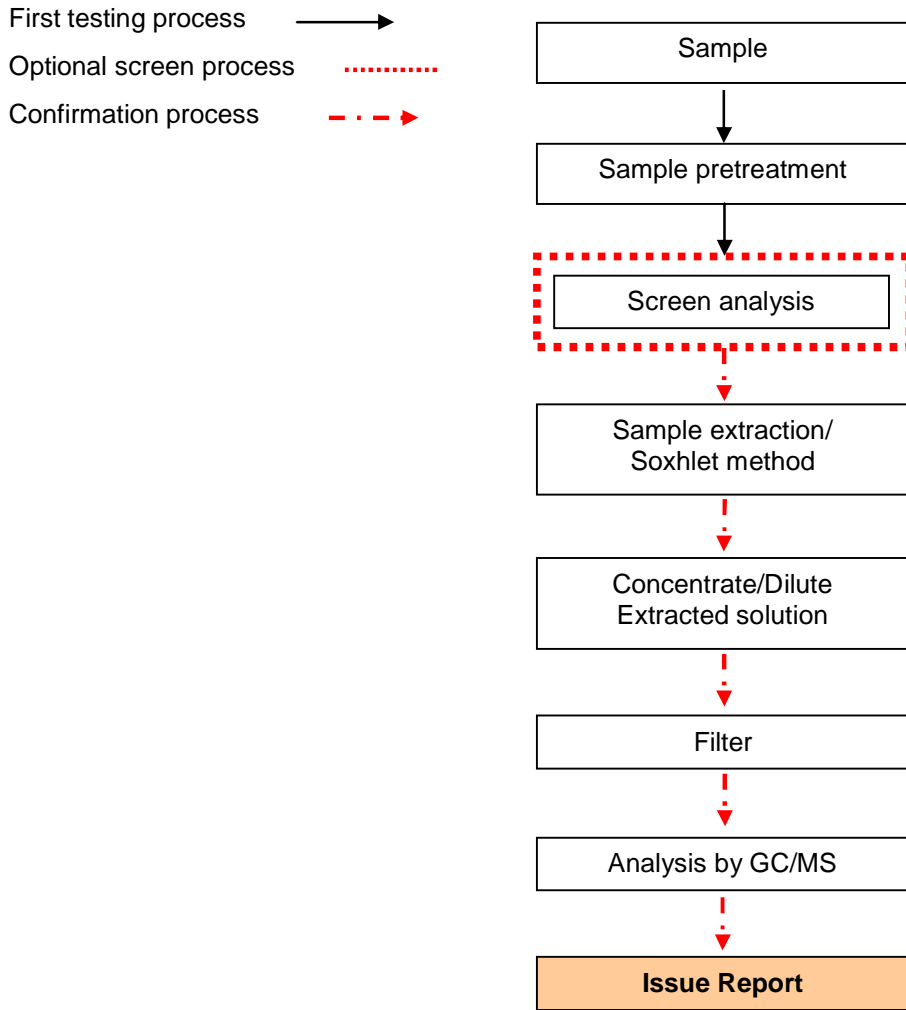 First testing process
Optional screen process
Confirmation process
Sample
Sample pretreatment
Screen analysis
Sample extraction/
Soxhlet method
Concentrate/Dilute
Extracted solution
Filter
Analysis by GC/MS
Issue Report